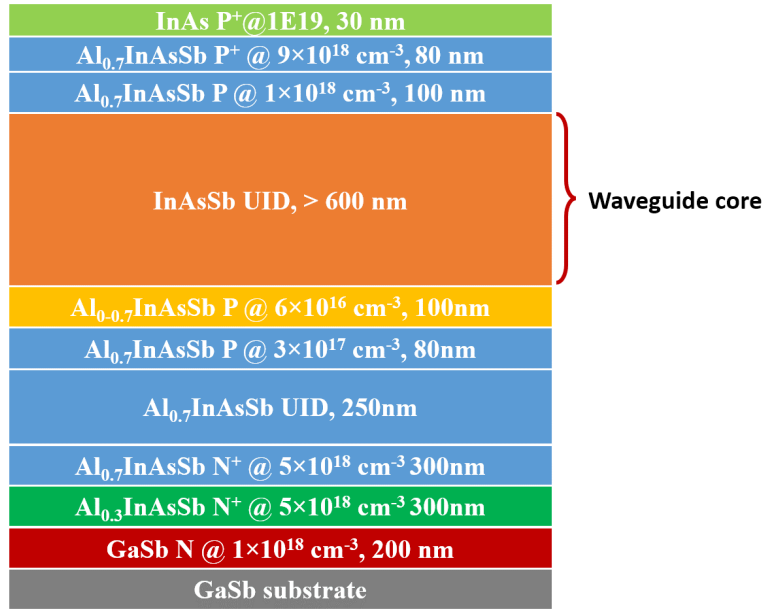 InAs P⁺@1E19, 30 nm
Al₀.₇InAsSb P⁺ @ 9×10¹⁸ cm⁻³, 80 nm
Al₀.₇InAsSb P @ 1×10¹⁸ cm⁻³, 100 nm
InAsSb UID, > 600 nm
Waveguide core
Al₀₋₀.₇InAsSb P @ 6×10¹⁶ cm⁻³, 100nm
Al₀.₇InAsSb P @ 3×10¹⁷ cm⁻³, 80nm
Al₀.₇InAsSb UID, 250nm
Al₀.₇InAsSb N⁺ @ 5×10¹⁸ cm⁻³ 300nm
Al₀.₃InAsSb N⁺ @ 5×10¹⁸ cm⁻³ 300nm
GaSb N @ 1×10¹⁸ cm⁻³, 200 nm
GaSb substrate